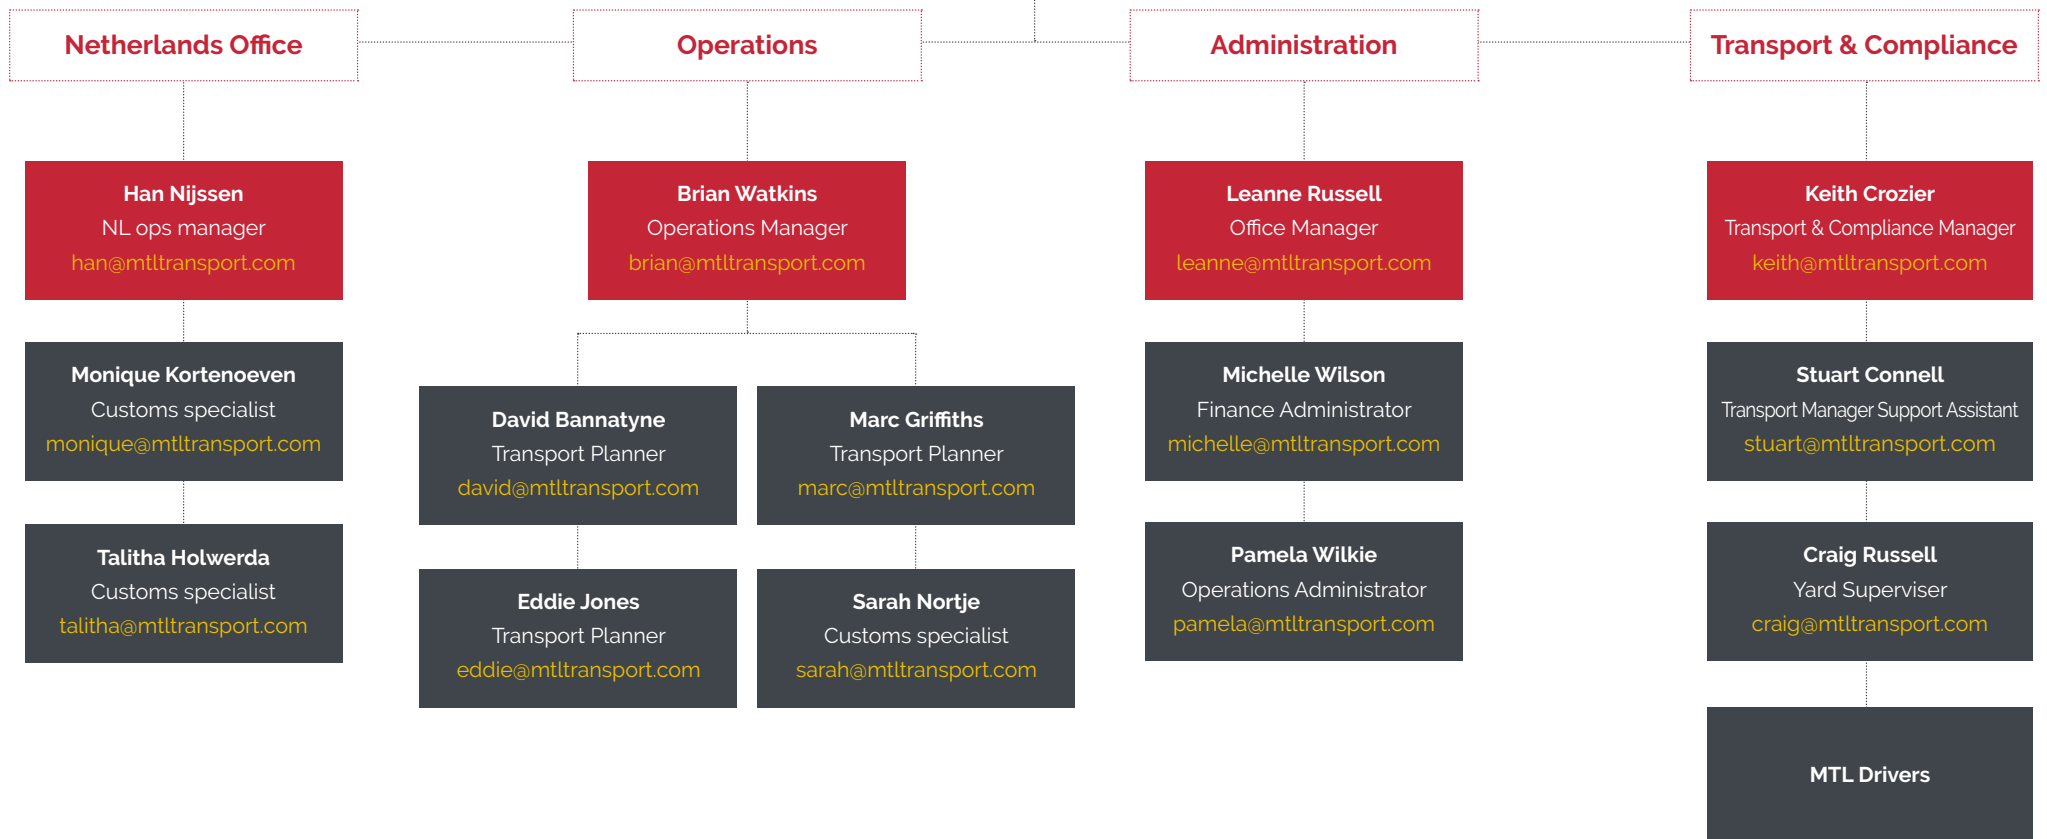 Netherlands Office
Operations
Administration
Transport & Compliance
Han Nijssen
NL ops manager
han@mtltransport.com
Brian Watkins
Operations Manager
brian@mtltransport.com
Leanne Russell
Office Manager
leanne@mtltransport.com
Keith Crozier
Transport & Compliance Manager
keith@mtltransport.com
Monique Kortenoeven
Customs specialist
monique@mtltransport.com
David Bannatyne
Transport Planner
david@mtltransport.com
Marc Griffiths
Transport Planner
marc@mtltransport.com
Michelle Wilson
Finance Administrator
michelle@mtltransport.com
Stuart Connell
Transport Manager Support Assistant
stuart@mtltransport.com
Talitha Holwerda
Customs specialist
talitha@mtltransport.com
Eddie Jones
Transport Planner
eddie@mtltransport.com
Sarah Nortje
Customs specialist
sarah@mtltransport.com
Pamela Wilkie
Operations Administrator
pamela@mtltransport.com
Craig Russell
Yard Superviser
craig@mtltransport.com
MTL Drivers